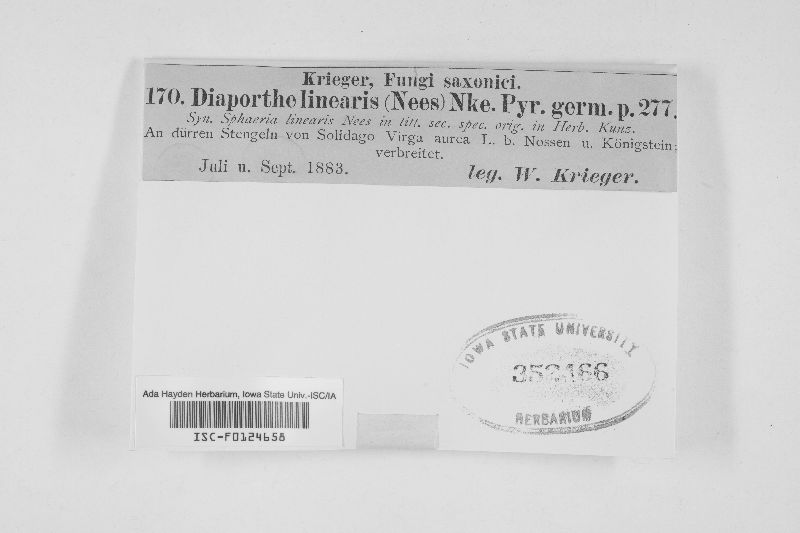 Krieger, Fungi saxonici.
170. Diaporthe linearis (Nees) Nke. Pyr. germ. p. 277.
Syn. Sphaeria linearis Nees in litt. sec. spec. orig. in Herb. Kunz.
An dürren Stengeln von Solidago Virga aurea L. b. Nossen u. Königstein;
verbreitet.
Juli u. Sept. 1883.
leg. W. Krieger.
IOWA STATE UNIVERSITY
HERBARIUM
Ada Hayden Herbarium, Iowa State Univ.-ISC/IA
ISC-F0124658